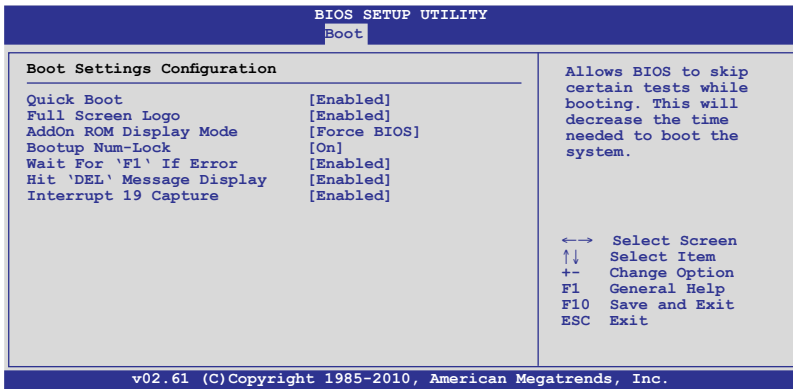 BIOS SETUP UTILITY
Boot
Boot Settings Configuration
Quick Boot [Enabled]
Full Screen Logo [Enabled]
AddOn ROM Display Mode [Force BIOS]
Bootup Num-Lock [On]
Wait For ‘F1‘ If Error [Enabled]
Hit ‘DEL‘ Message Display [Enabled]
Interrupt 19 Capture [Enabled]
Allows BIOS to skip
certain tests while
booting. This will
decrease the time
needed to boot the
system.
←→ Select Screen
↑↓ Select Item
+- Change Option
F1 General Help
F10 Save and Exit
ESC Exit
v02.61 (C)Copyright 1985-2010, American Megatrends, Inc.